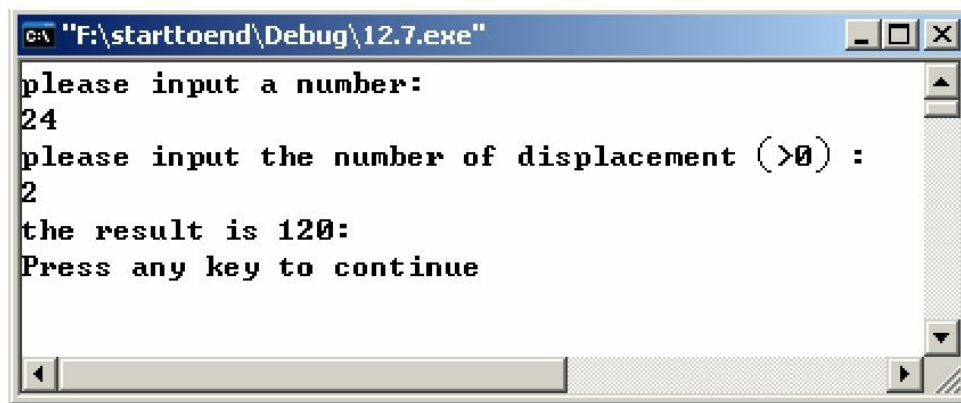 "F:\starttoend\Debug\12.7.exe"
please input a number:
24
please input the number of displacement (>0) :
2
the result is 120:
Press any key to continue